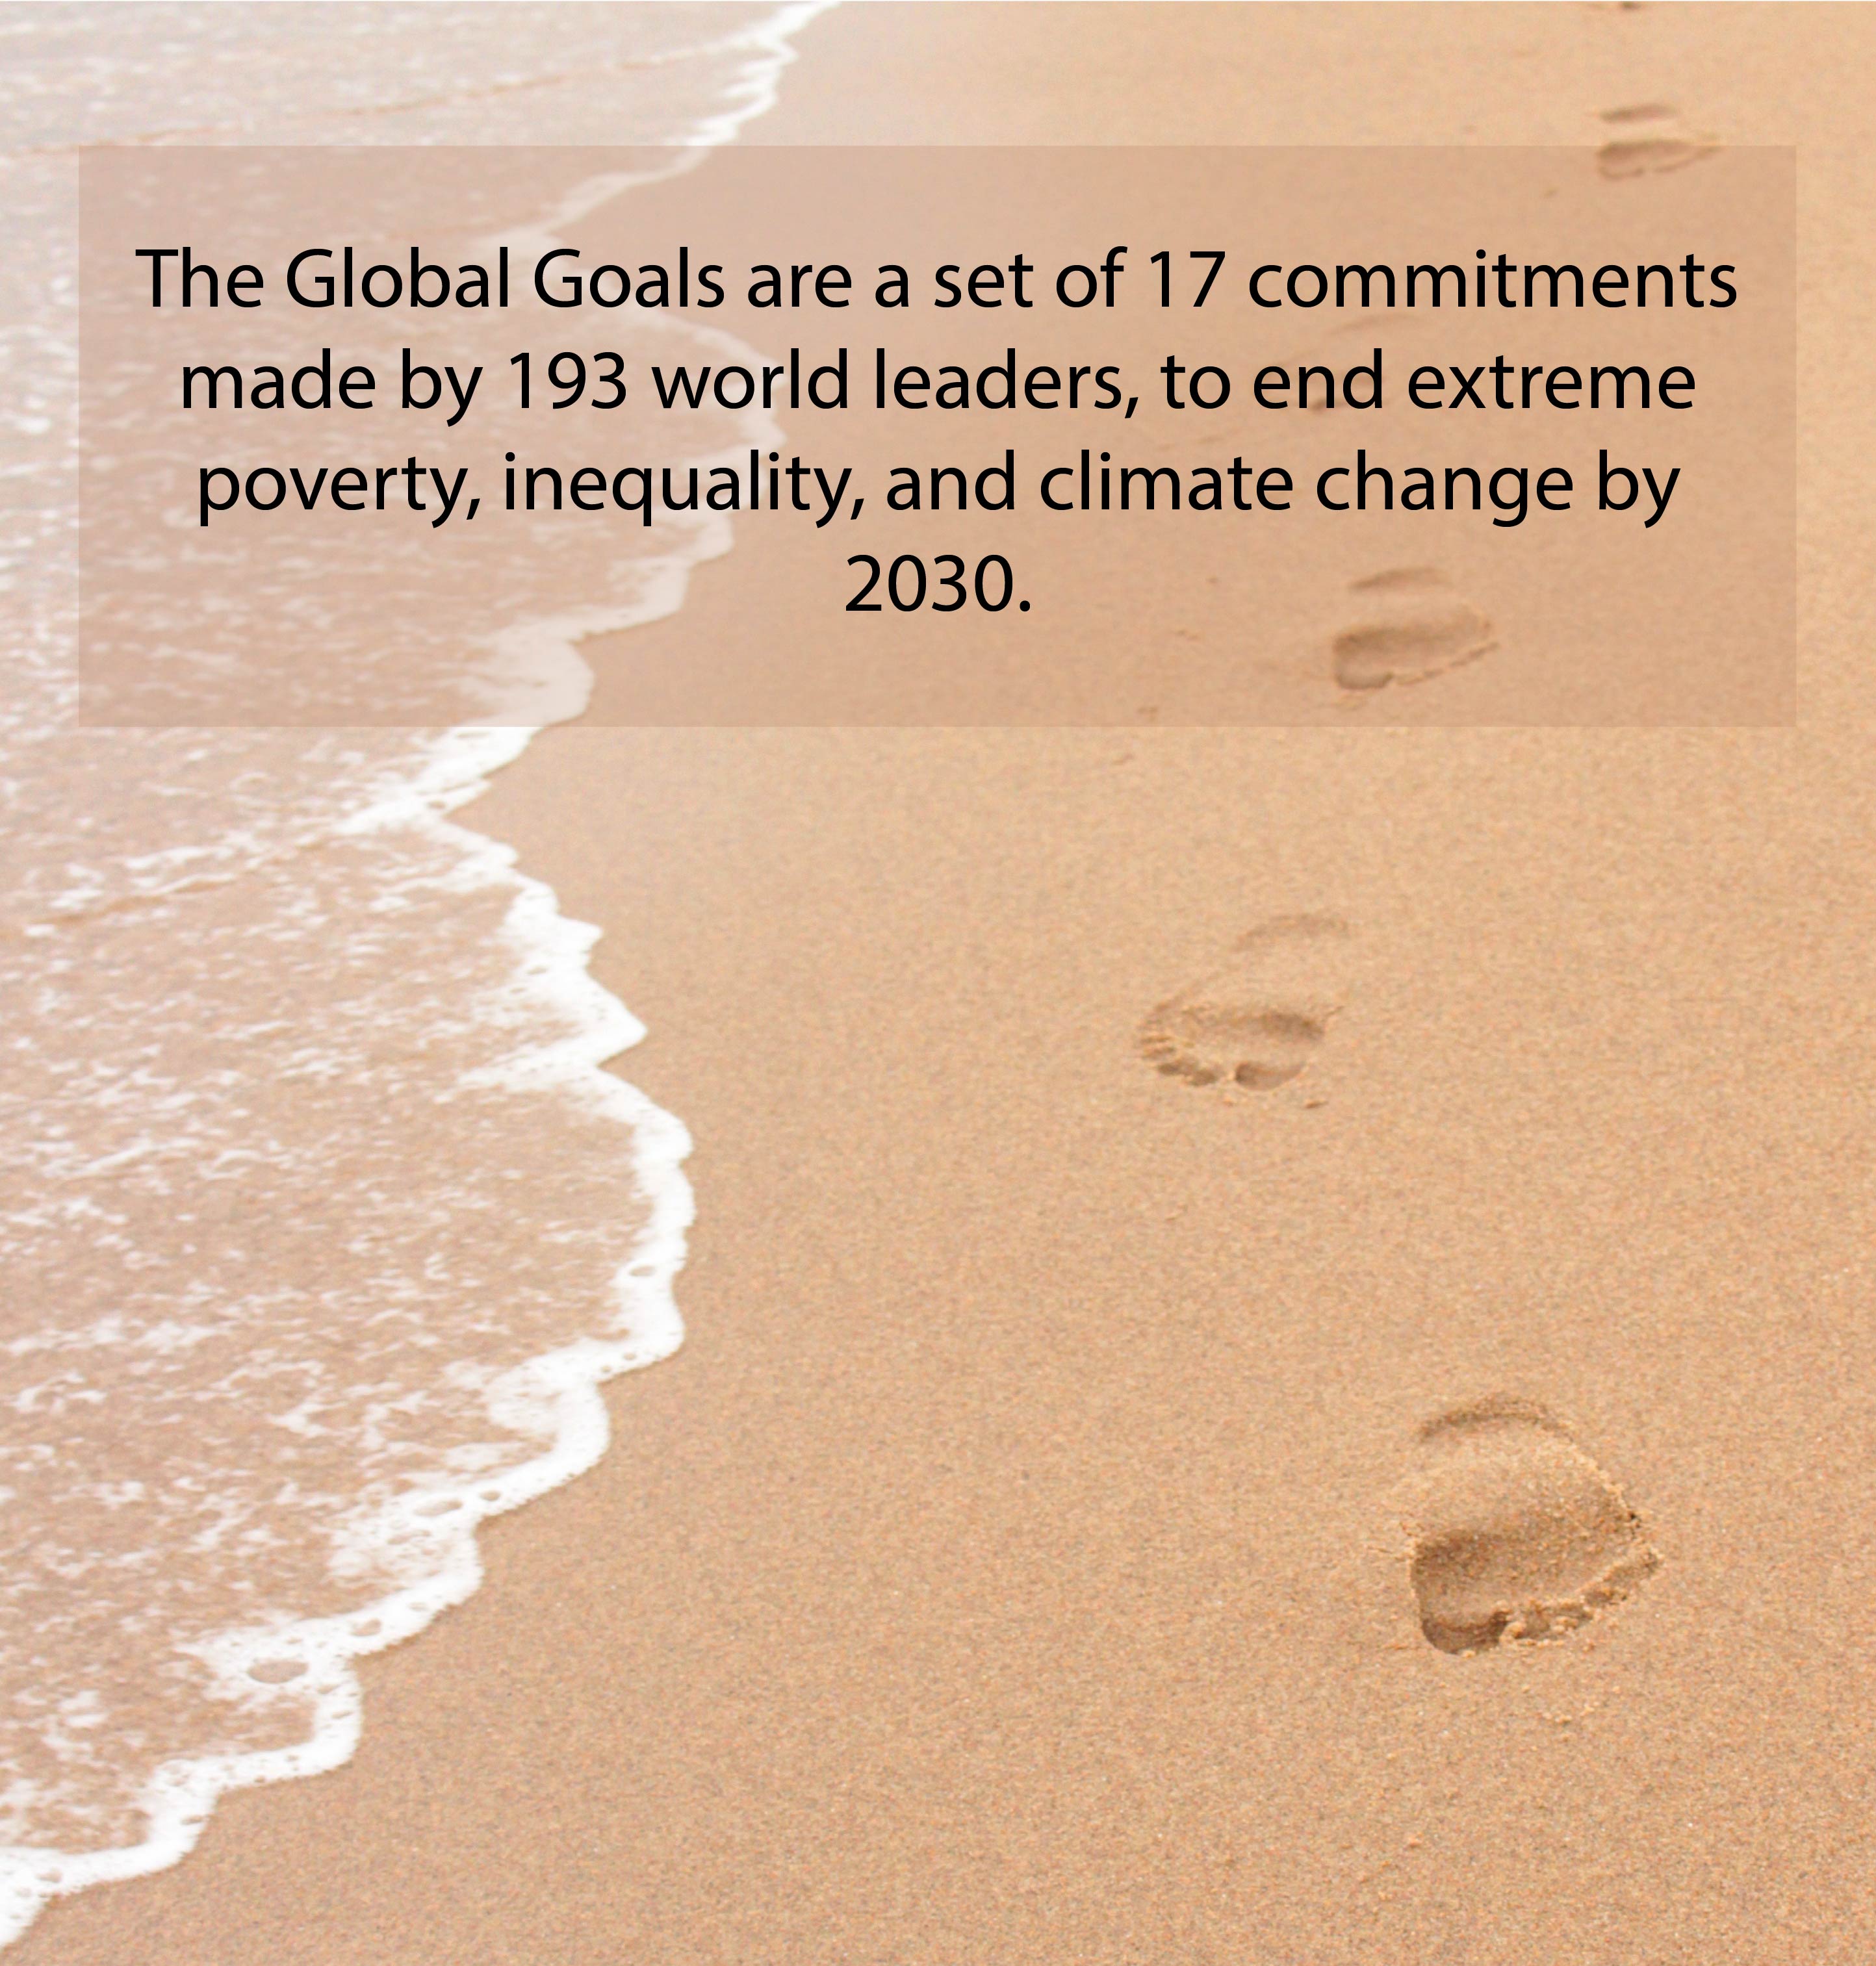 The Global Goals are a set of 17 commitments
made by 193 world leaders, to end extreme
poverty, inequality, and climate change by
2030.